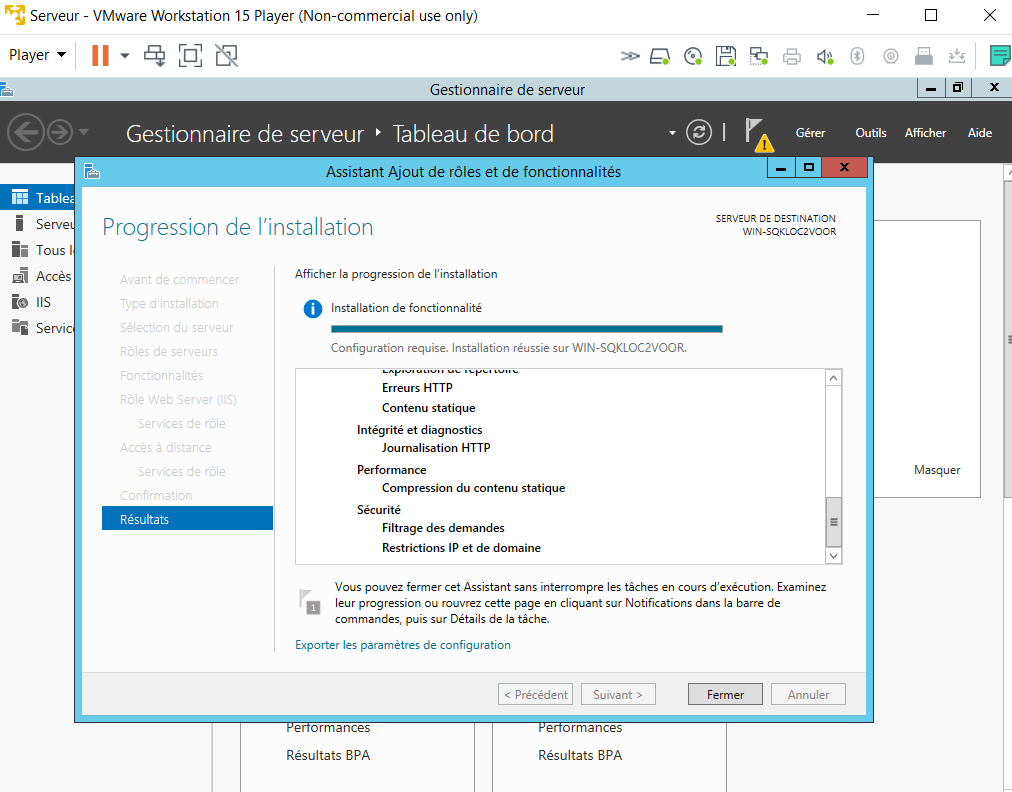 Serveur - VMware Workstation 15 Player (Non-commercial use only)
Player
Gestionnaire de serveur
Gestionnaire de serveur
Tableau de bord
Gérer
Outils
Afficher
Aide
Assistant Ajout de rôles et de fonctionnalités
Tablea
Serveu
Tous l
Accès
IIS
Servic
Progression de l’installation
SERVEUR DE DESTINATION
WIN-SQKLOC2VOOR
Avant de commencer
Type d’installation
Sélection du serveur
Rôles de serveurs
Fonctionnalités
Rôle Web Server (IIS)
Services de rôle
Accès à distance
Services de rôle
Confirmation
Résultats
Afficher la progression de l’installation
Installation de fonctionnalité
Configuration requise. Installation réussie sur WIN-SQKLOC2VOOR.
Exploration de répertoire
Erreurs HTTP
Contenu statique
Intégrité et diagnostics
Journalisation HTTP
Performance
Compression du contenu statique
Sécurité
Filtrage des demandes
Restrictions IP et de domaine
1
Vous pouvez fermer cet Assistant sans interrompre les tâches en cours d’exécution. Examinez
leur progression ou rouvrez cette page en cliquant sur Notifications dans la barre de
commandes, puis sur Détails de la tâche.
Exporter les paramètres de configuration
< Précédent
Suivant >
Fermer
Annuler
Masquer
Performances
Performances
Résultats BPA
Résultats BPA